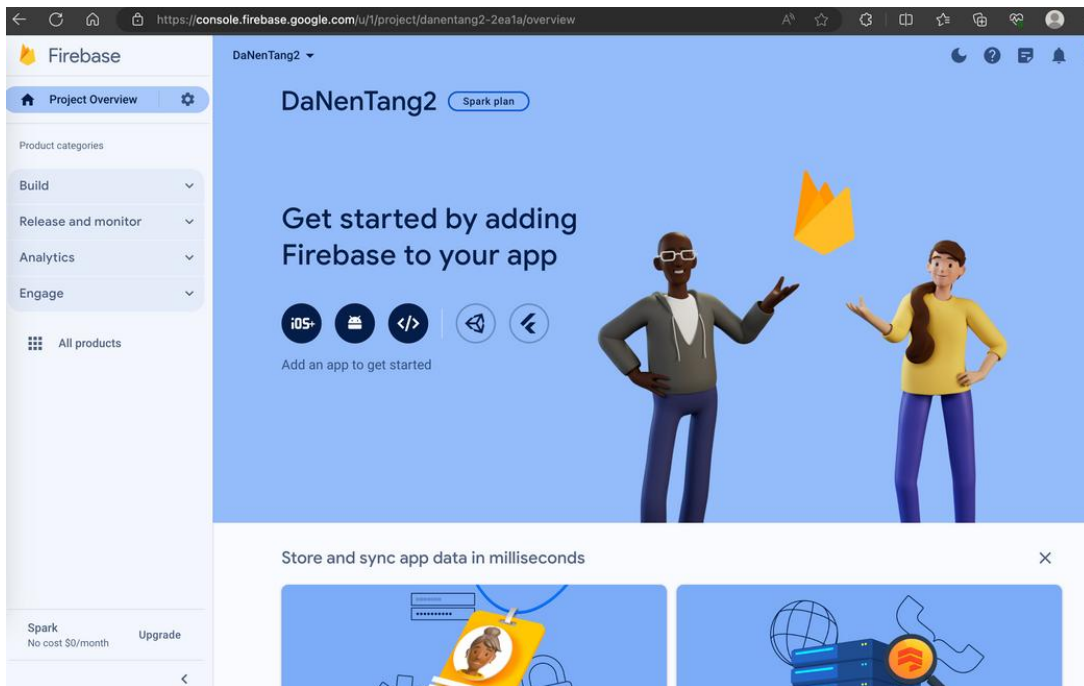 https://console.firebase.google.com/u/1/project/danentang2-2ea1a/overview
Firebase
DaNenTang2
Project Overview
DaNenTang2
Spark plan
Product categories
Build
Release and monitor
Analytics
Engage
All products
Get started by adding
Firebase to your app
iOS+
</>
Add an app to get started
Store and sync app data in milliseconds
Spark
No cost $0/month
Upgrade